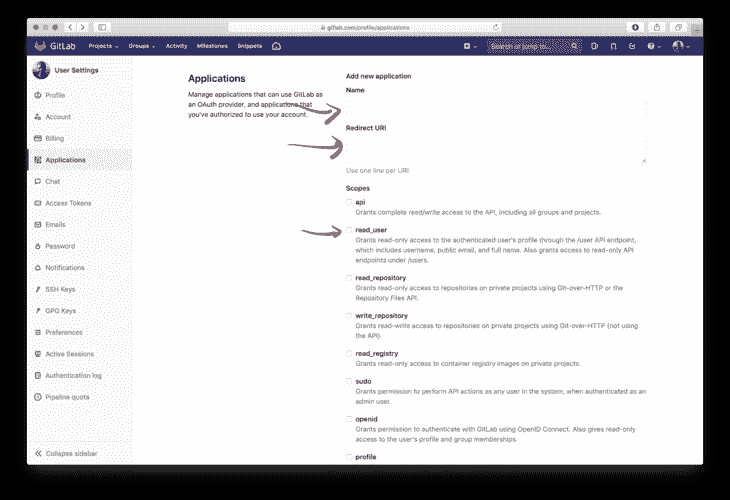 gitlab.com/profile/applications
GitLab
Projects
Groups
Activity
Milestones
Snippets
Search or jump to...
User Settings
Profile
Account
Billing
Applications
Chat
Access Tokens
Emails
Password
Notifications
SSH Keys
GPG Keys
Preferences
Active Sessions
Authentication log
Pipeline quota
Collapse sidebar
Applications
Manage applications that can use GitLab as
an OAuth provider, and applications that
you've authorized to use your account.
Add new application
Name
Redirect URI
Use one line per URI
Scopes
api
Grants complete read/write access to the API, including all groups and projects.
read_user
Grants read-only access to the authenticated user's profile through the /user API endpoint,
which includes username, public email, and full name. Also grants access to read-only API
endpoints under /users.
read_repository
Grants read-only access to repositories on private projects using Git-over-HTTP or the
Repository Files API.
write_repository
Grants read-write access to repositories on private projects using Git-over-HTTP (not using
the API).
read_registry
Grants read-only access to container registry images on private projects.
sudo
Grants permission to perform API actions as any user in the system, when authenticated as an
admin user.
openid
Grants permission to authenticate with GitLab using OpenID Connect. Also gives read-only
access to the user's profile and group memberships.
profile